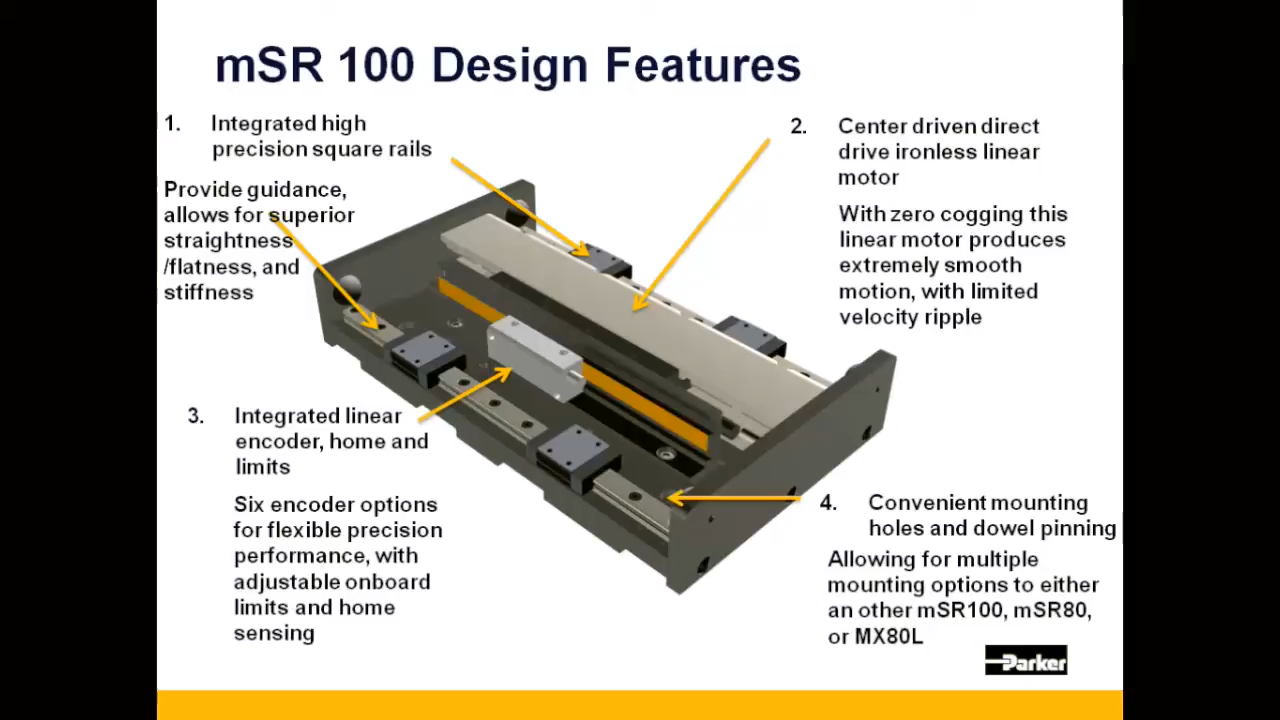 mSR 100 Design Features
1. Integrated high
precision square rails
Provide guidance,
allows for superior
straightness
/flatness, and
stiffness
2. Center driven direct
drive ironless linear
motor
With zero cogging this
linear motor produces
extremely smooth
motion, with limited
velocity ripple
3. Integrated linear
encoder, home and
limits
Six encoder options
for flexible precision
performance, with
adjustable onboard
limits and home
sensing
4. Convenient mounting
holes and dowel pinning
Allowing for multiple
mounting options to either
an other mSR100, mSR80,
or MX80L
Parker